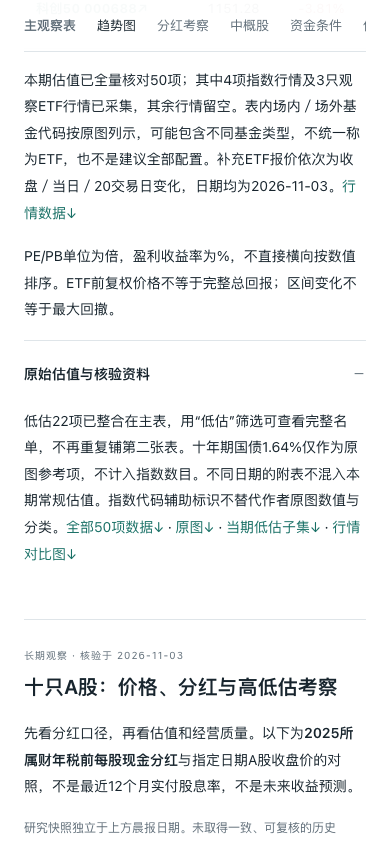 主观察表 趋势图 分红考察 中概股 资金条件
本期估值已全量核对50项；其中4项指数行情及3只观
察ETF行情已采集，其余行情留空。表内场内 / 场外基
金代码按原图列示，可能包含不同基金类型，不统一称
为ETF，也不是建议全部配置。补充ETF报价依次为收
盘 / 当日 / 20交易日变化，日期均为2026-11-03。行
情数据↓
PE/PB单位为倍，盈利收益率为%，不直接横向按数值
排序。ETF前复权价格不等于完整总回报；区间变化不
等于最大回撤。
原始估值与核验资料 −
低估22项已整合在主表，用“低估”筛选可查看完整名
单，不再重复铺第二张表。十年期国债1.64%仅作为原
图参考项，不计入指数数目。不同日期的附表不混入本
期常规估值。指数代码辅助标识不替代作者原图数值与
分类。全部50项数据↓ · 原图↓ · 当期低估子集↓ · 行情
对比图↓
长期观察 · 核验于 2026-11-03
十只A股：价格、分红与高低估考察
先看分红口径，再看估值和经营质量。以下为2025所
属财年税前每股现金分红与指定日期A股收盘价的对
照，不是最近12个月实付股息率，不是未来收益预测。
研究快照独立于上方晨报日期。未取得一致、可复核的历史